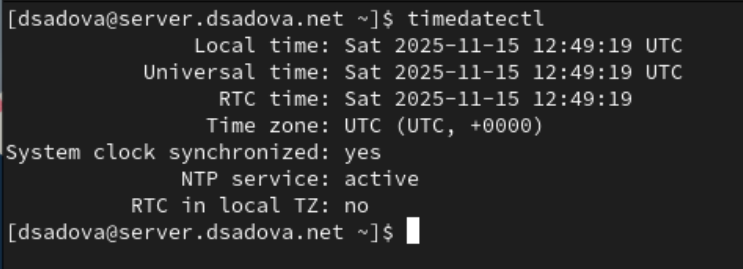 [dsadova@server.dsadova.net ~]$ timedatectl
Local time: Sat 2025-11-15 12:49:19 UTC
Universal time: Sat 2025-11-15 12:49:19 UTC
RTC time: Sat 2025-11-15 12:49:19
Time zone: UTC (UTC, +0000)
System clock synchronized: yes
NTP service: active
RTC in local TZ: no
[dsadova@server.dsadova.net ~]$